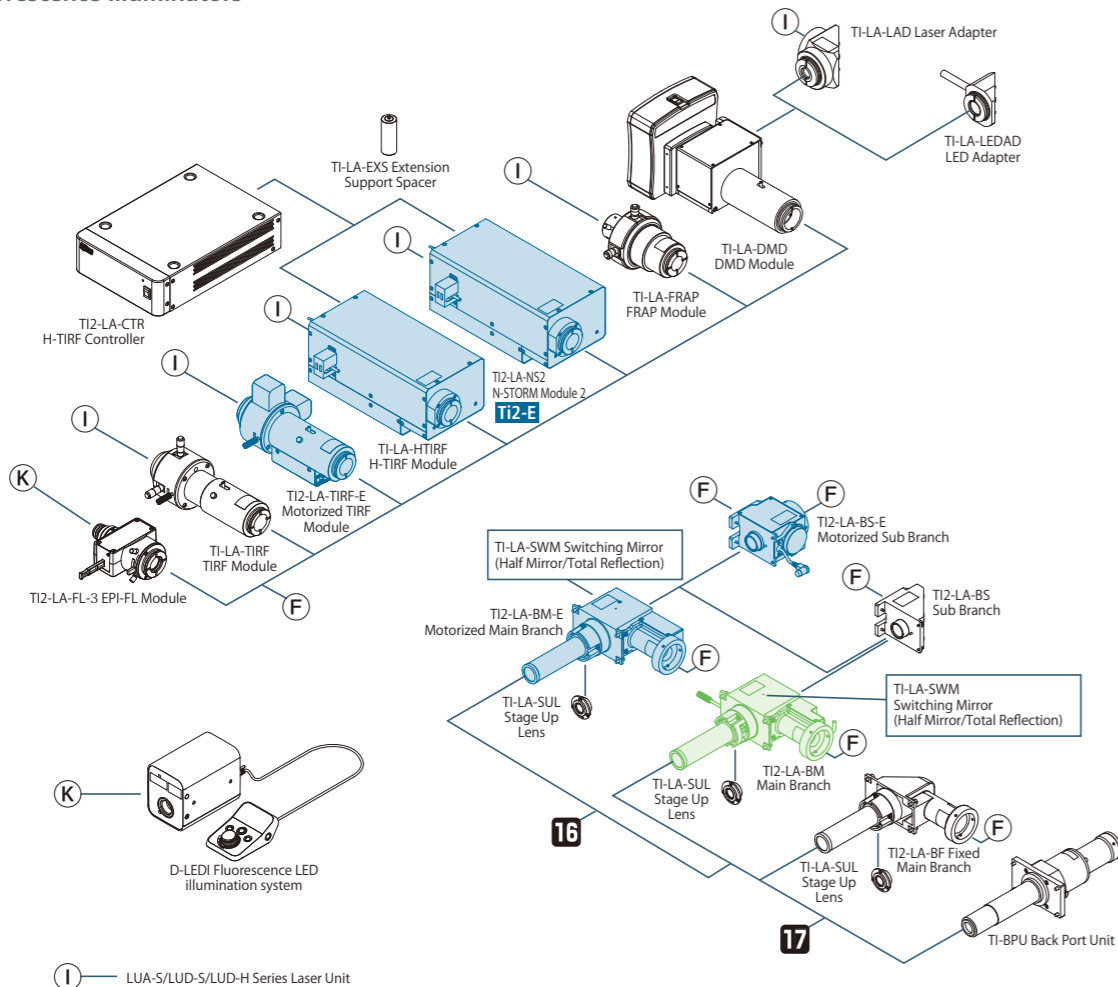 I
TI-LA-LAD Laser Adapter
TI-LA-LEDAD
LED Adapter
TI-LA-EXS Extension
Support Spacer
I
TI-LA-DMD
DMD Module
TI-LA-FRAP
FRAP Module
I
TI2-LA-CTR
H-TIRF Controller
I
TI2-LA-NS2
N-STORM Module 2
Ti2-E
I
TI-LA-HTIRF
H-TIRF Module
I
TI2-LA-TIRF-E
Motorized TIRF
Module
K
TI-LA-TIRF
TIRF Module
TI2-LA-FL-3 EPI-FL Module
F
F
F
TI2-LA-BS-E
Motorized Sub Branch
TI-LA-SWM Switching Mirror
(Half Mirror/Total Reflection)
F
TI2-LA-BS
Sub Branch
TI2-LA-BM-E
Motorized Main Branch
F
TI-LA-SUL
Stage Up
Lens
TI-LA-SWM
Switching Mirror
(Half Mirror/Total Reflection)
F
TI2-LA-BM
Main Branch
TI-LA-SUL
Stage Up
Lens
K
D-LEDI Fluorescence LED
illumination system
16
F
TI2-LA-BF Fixed
Main Branch
TI-LA-SUL
Stage Up
Lens
17
TI-BPU Back Port Unit
I
LUA-S/LUD-S/LUD-H Series Laser Unit